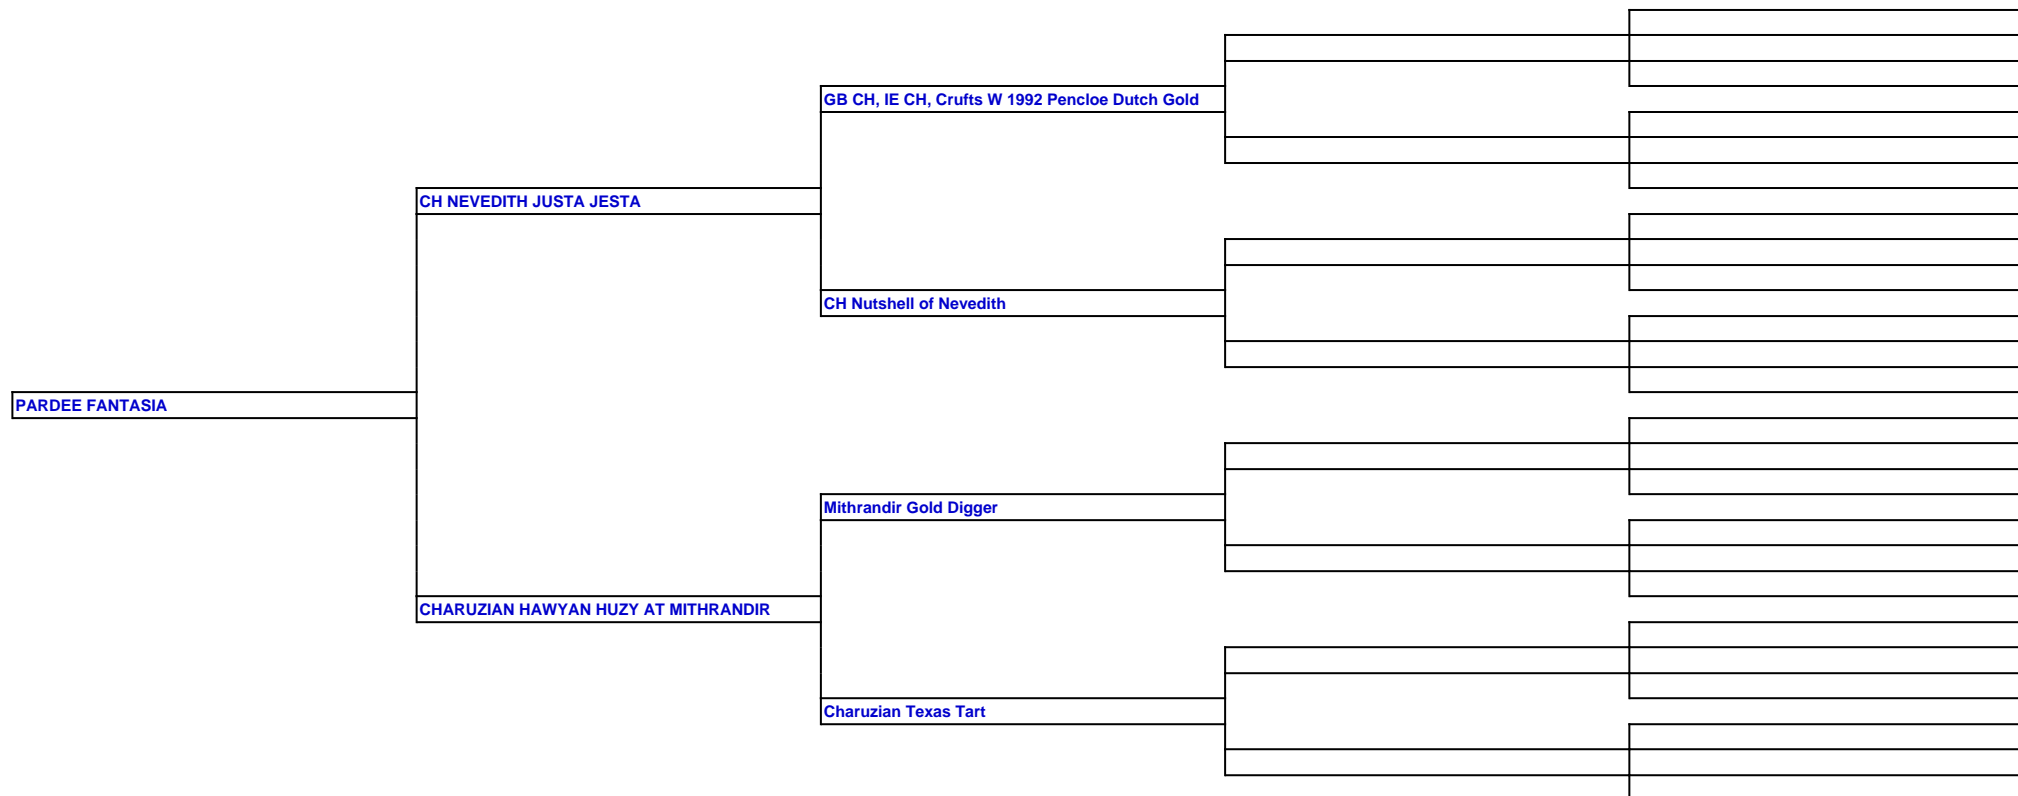 GB CH, IE CH, Crufts W 1992 Pencloe Dutch Gold
CH NEVEDITH JUSTA JESTA
CH Nutshell of Nevedith
PARDEE FANTASIA
Mithrandir Gold Digger
CHARUZIAN HAWYAN HUZY AT MITHRANDIR
Charuzian Texas Tart